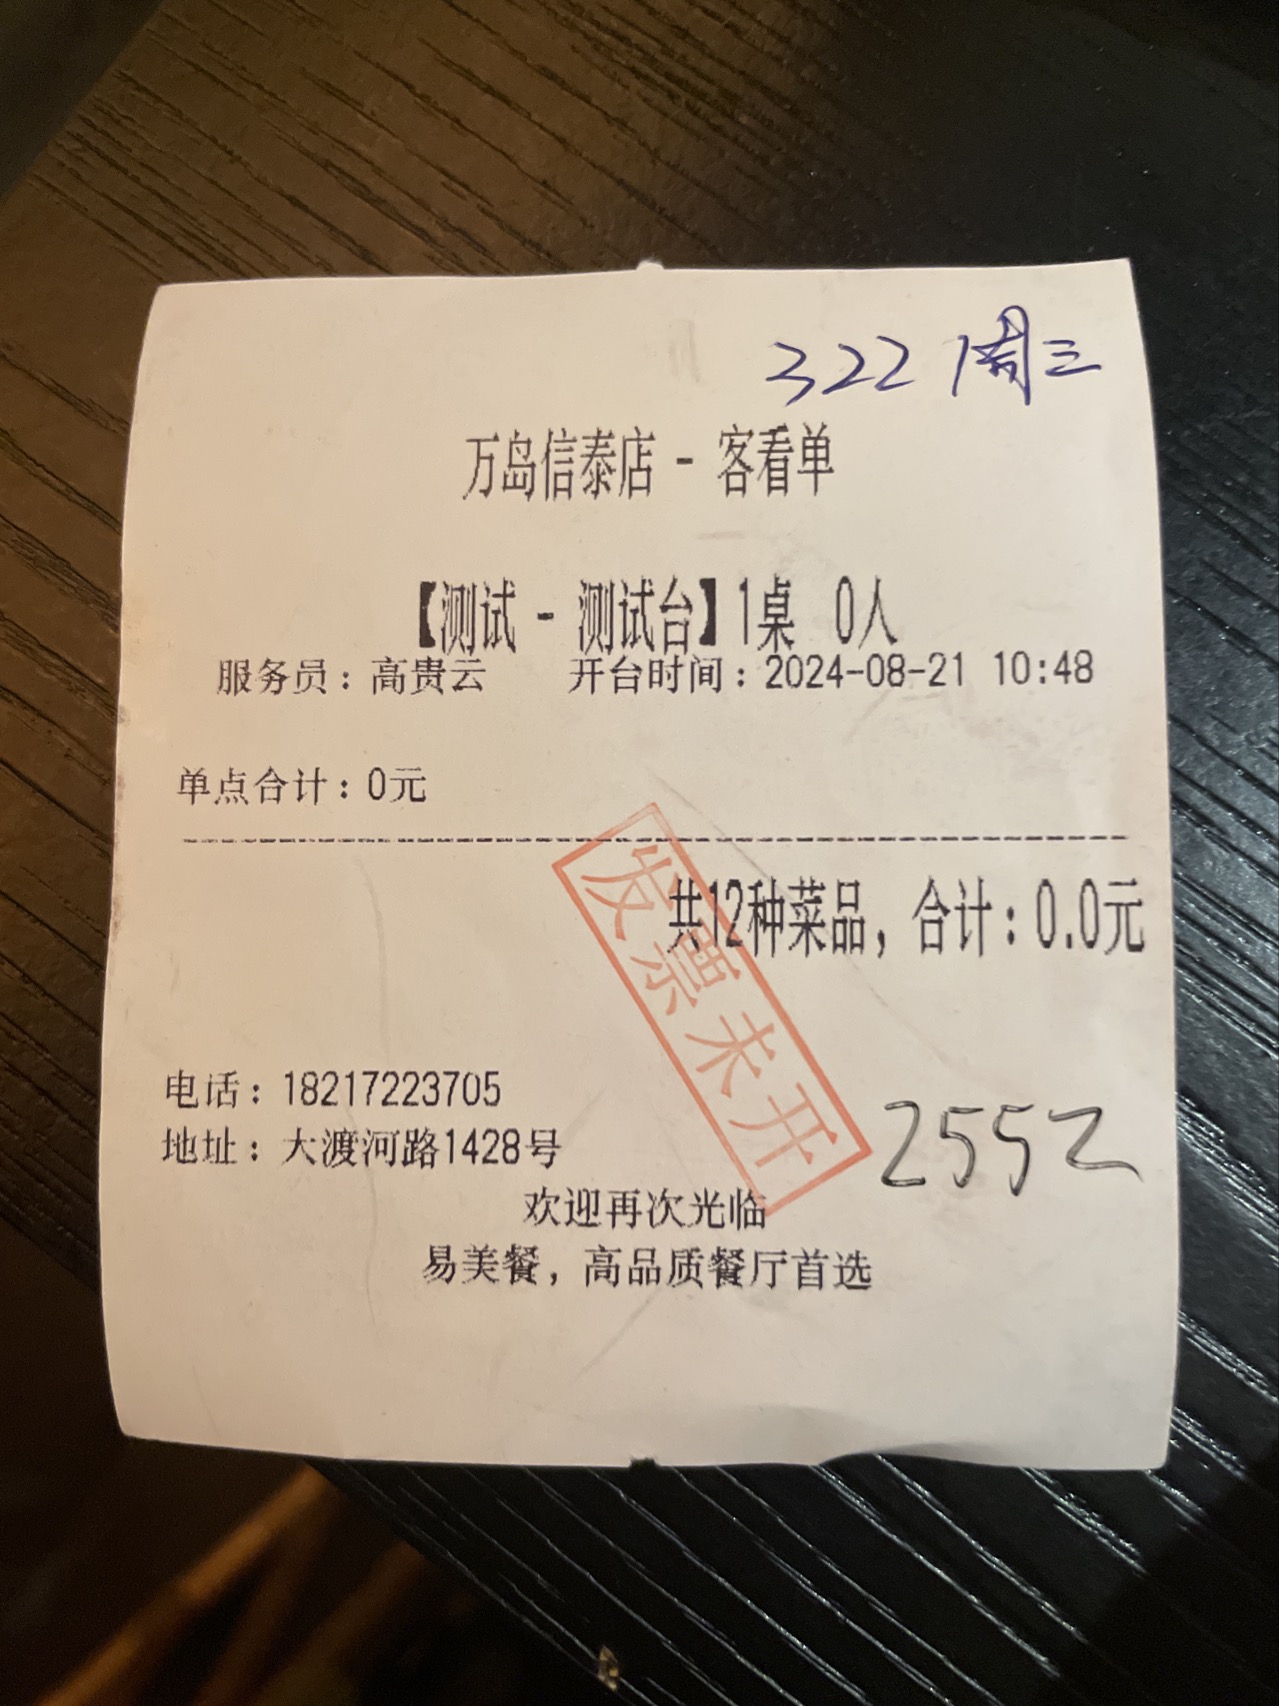 322 周三
万岛信泰店 - 客看单
【测试 - 测试台】1桌 0人
服务员：高贵云 开台时间：2024-08-21 10:48
单点合计：0元
共12种菜品，合计：0.0元
发票未开
电话：18217223705
2552
地址：大渡河路1428号
欢迎再次光临
易美餐，高品质餐厅首选